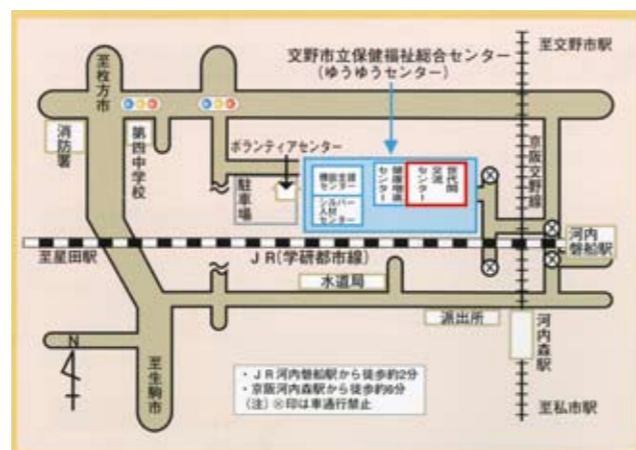 至交野市駅
交野市立保健福祉総合センター
(ゆうゆうセンター)
至枚方市
消防署
第四中学校
ボランティアセンター
駐車場
機能支援
センター
シルバー
人材
センター
健康増進
センター
世代間
交流
センター
京阪交野線
河内
磐船駅
至星田駅
JR(学研都市線)
水道局
派出所
河内森駅
N
至生駒市
・JR河内磐船駅から徒歩約2分
・京阪河内森駅から徒歩約6分
(注)⊗印は車通行禁止
至私市駅